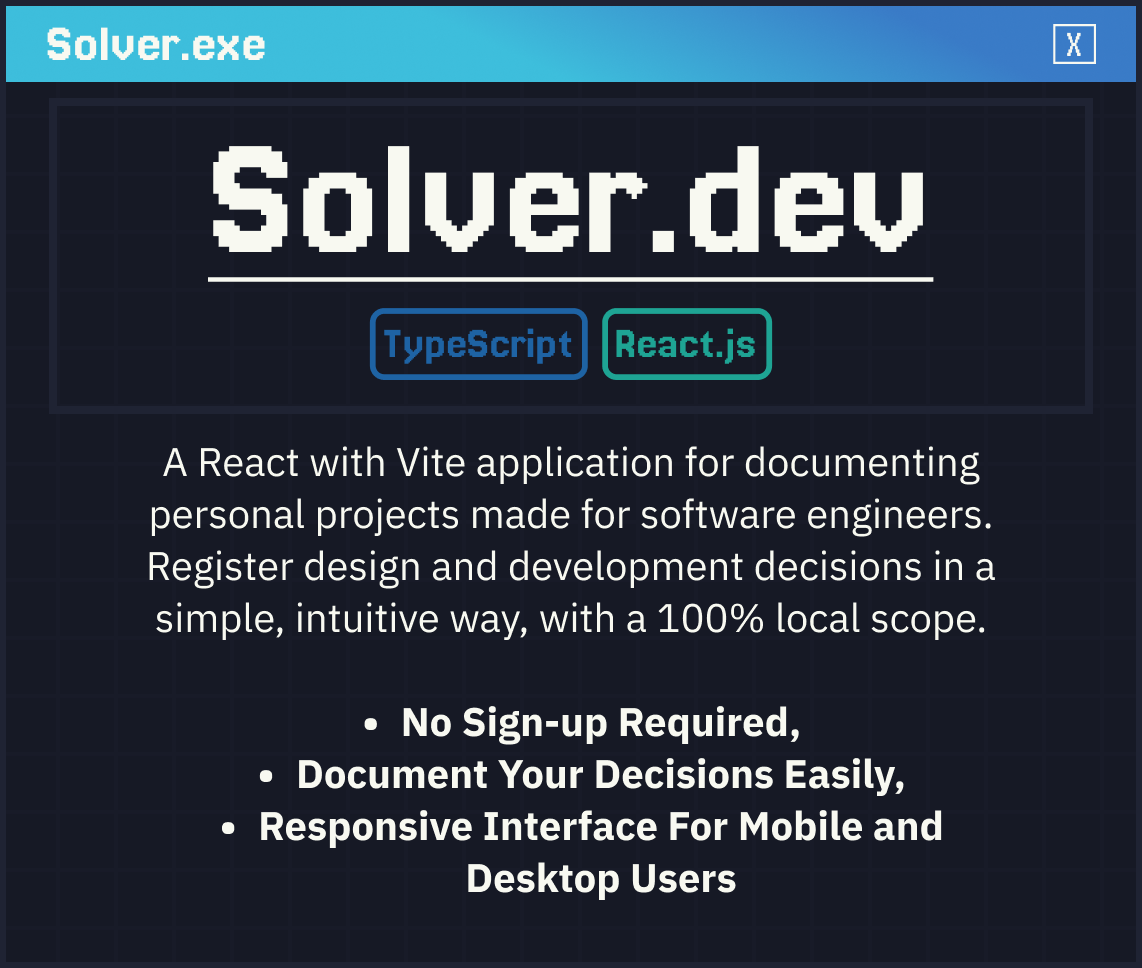 Solver.exe
X
Solver.dev
TypeScript React.js
A React with Vite application for documenting
personal projects made for software engineers.
Register design and development decisions in a
simple, intuitive way, with a 100% local scope.
• No Sign-up Required,
• Document Your Decisions Easily,
• Responsive Interface For Mobile and
Desktop Users